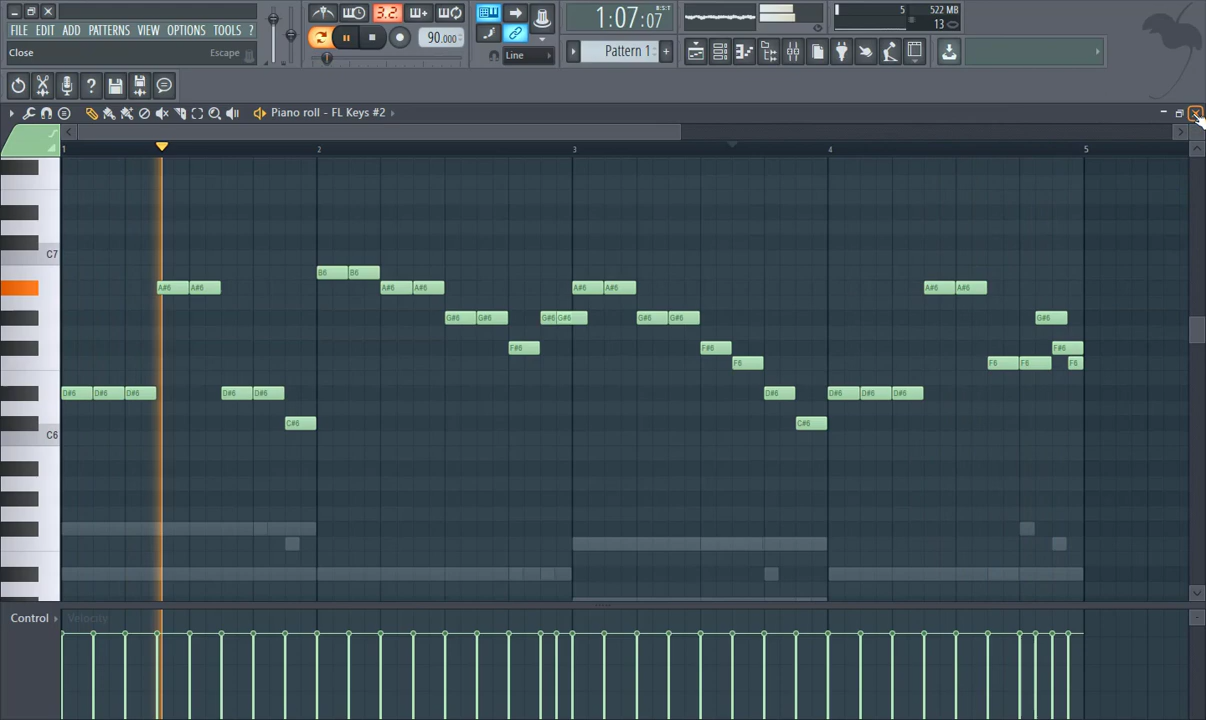 FILE EDIT ADD PATTERNS VIEW OPTIONS TOOLS ?
Close Escape
3.2
90.000
Line
1:07:07
Pattern 1
5
522 MB
13
Piano roll - FL Keys #2
1 2 3 4 5
C7
B6 B6
A#6 A#6 A#6 A#6 A#6 A#6 A#6 A#6
G#6 G#6 G#6 G#6 G#6 G#6 G#6
F#6 F#6 F#6
F6 F6 F6 F6
D#6 D#6 D#6 D#6 D#6 D#6 D#6 D#6 D#6
C#6 C#6
C6
Control Velocity